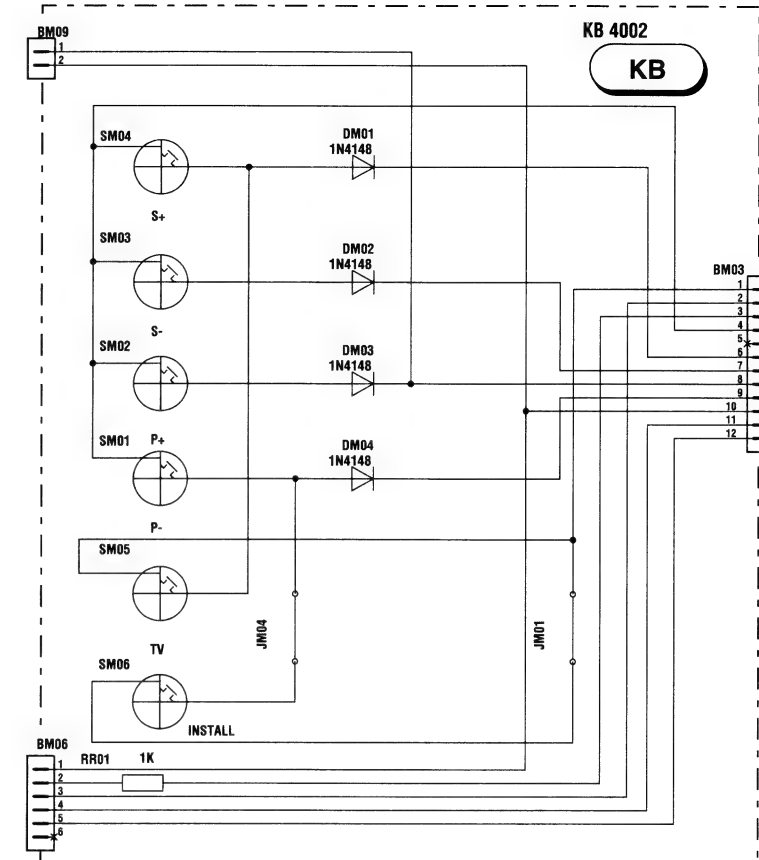 BM09
1
2
KB 4002
KB
SM04
DM01
1N4148
S+
SM03
DM02
1N4148
BM03
1
2
3
4
5
6
7
8
9
10
11
12
S-
SM02
DM03
1N4148
P+
SM01
DM04
1N4148
P-
SM05
TV
JM04
JM01
SM06
INSTALL
BM06
1
2
3
4
5
6
RR01
1K